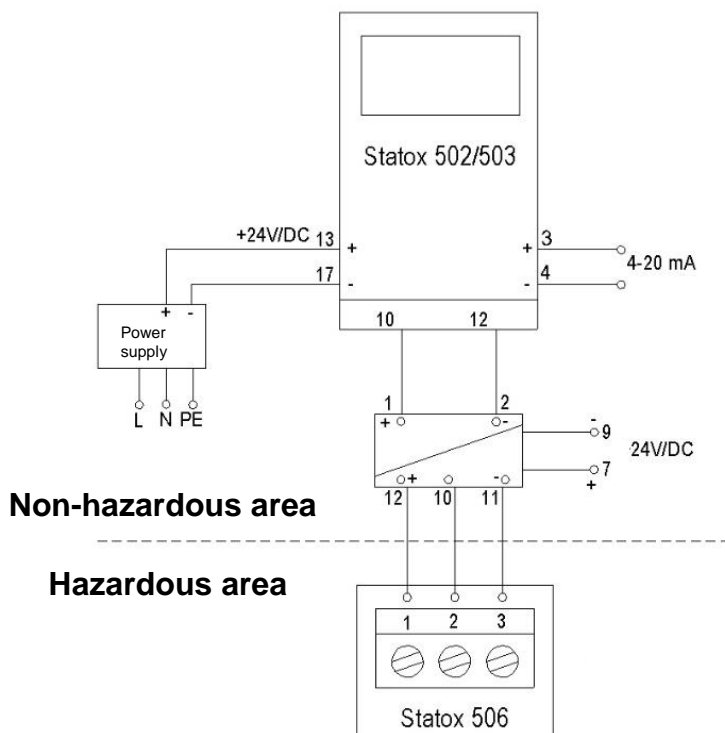 Statox 502/503
+24V/DC 13 + + 3
4-20 mA
17 - - 4
+ -
Power
supply
10 12
L N PE
1 2
+ -
- 9
24V/DC
7
+
+ -
12 10 11
Non-hazardous area
Hazardous area
1 2 3
Statox 506